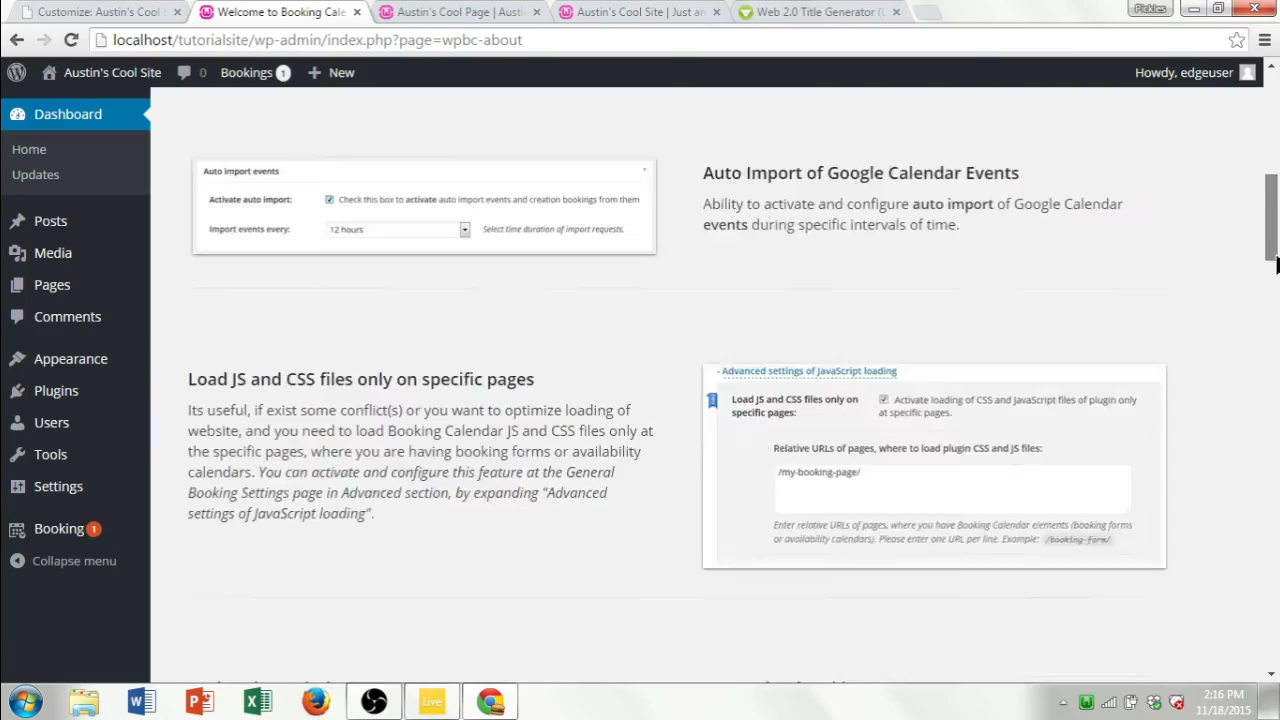 Customize: Austin's Cool
Welcome to Booking Cale
Austin's Cool Page | Aust
Austin's Cool Site | Just an
Web 2.0 Title Generator (
Pickles
localhost/tutorialsite/wp-admin/index.php?page=wpbc-about
Austin's Cool Site
0
Bookings 1
+ New
Howdy, edgeuser
Dashboard
Home
Updates
Posts
Media
Pages
Comments
Appearance
Plugins
Users
Tools
Settings
Booking 1
Collapse menu
Auto import events
Activate auto import: Check this box to activate auto import events and creation bookings from them
Import events every: 12 hours Select time duration of import requests.
Auto Import of Google Calendar Events
Ability to activate and configure auto import of Google Calendar
events during specific intervals of time.
Load JS and CSS files only on specific pages
Its useful, if exist some conflict(s) or you want to optimize loading of
website, and you need to load Booking Calendar JS and CSS files only at
the specific pages, where you are having booking forms or availability
calendars. You can activate and configure this feature at the General
Booking Settings page in Advanced section, by expanding "Advanced
settings of JavaScript loading".
- Advanced settings of JavaScript loading
Load JS and CSS files only on
specific pages:
Activate loading of CSS and JavaScript files of plugin only
at specific pages.
Relative URLs of pages, where to load plugin CSS and JS files:
/my-booking-page/
Enter relative URLs of pages, where you have Booking Calendar elements (booking forms
or availability calendars). Please enter one URL per line. Example: /booking-form/
Live
2:16 PM
11/18/2015